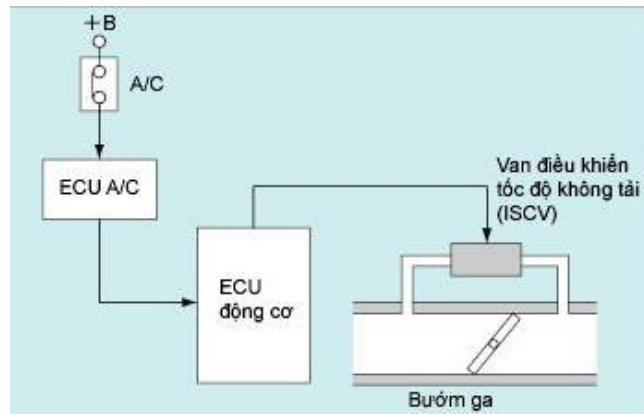 +B
A/C
ECU A/C
ECU
động cơ
Van điều khiển
tốc độ không tải
(ISCV)
Bướm ga